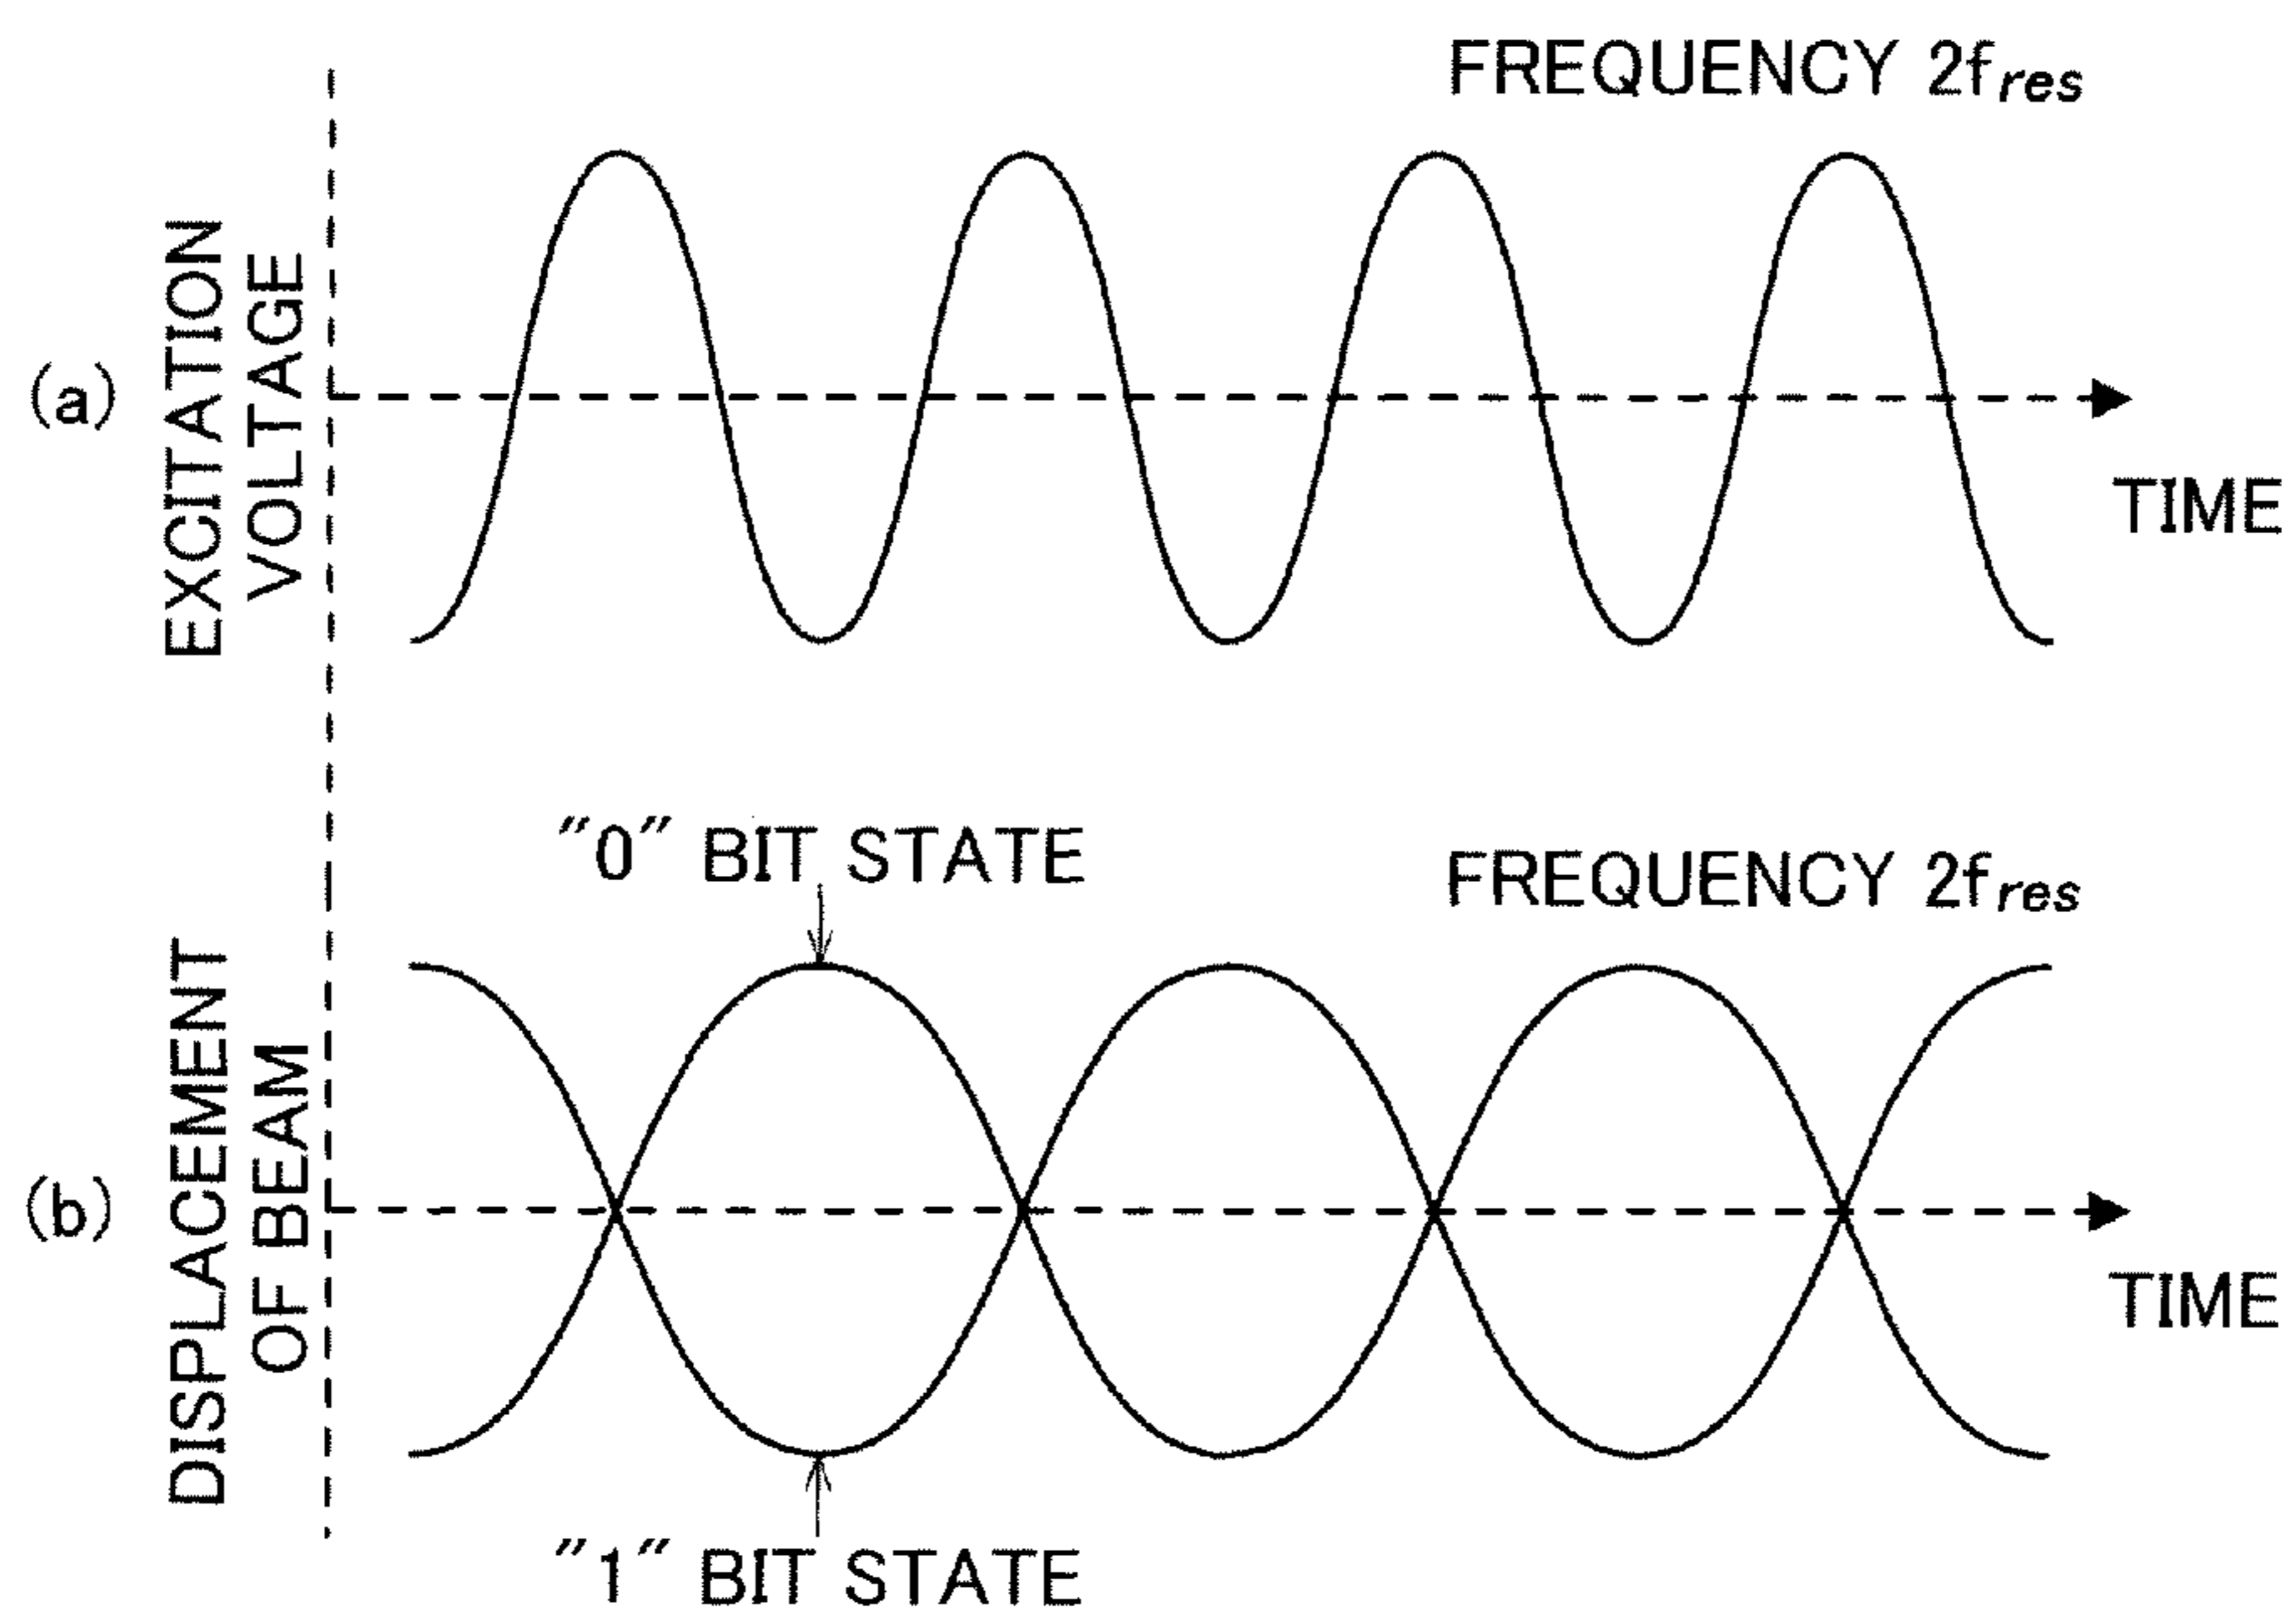 FREQUENCY 2fres
(a)
EXCITATION
VOLTAGE
TIME
"0" BIT STATE
FREQUENCY 2fres
(b)
DISPLACEMENT
OF BEAM
TIME
"1" BIT STATE